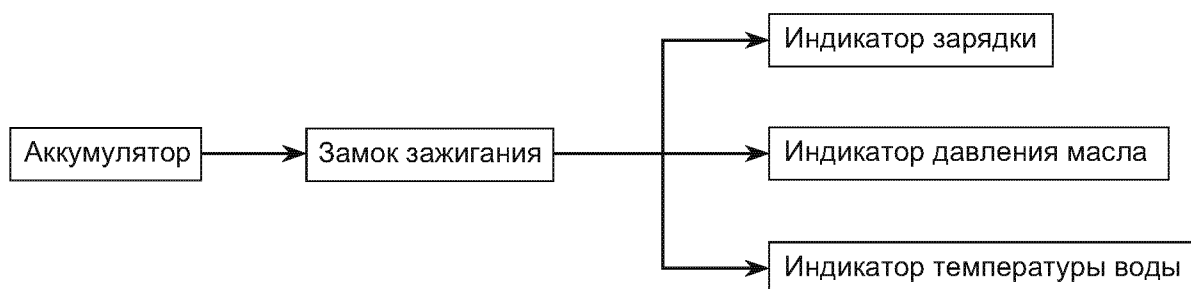 Индикатор зарядки
Аккумулятор
Замок зажигания
Индикатор давления масла
Индикатор температуры воды